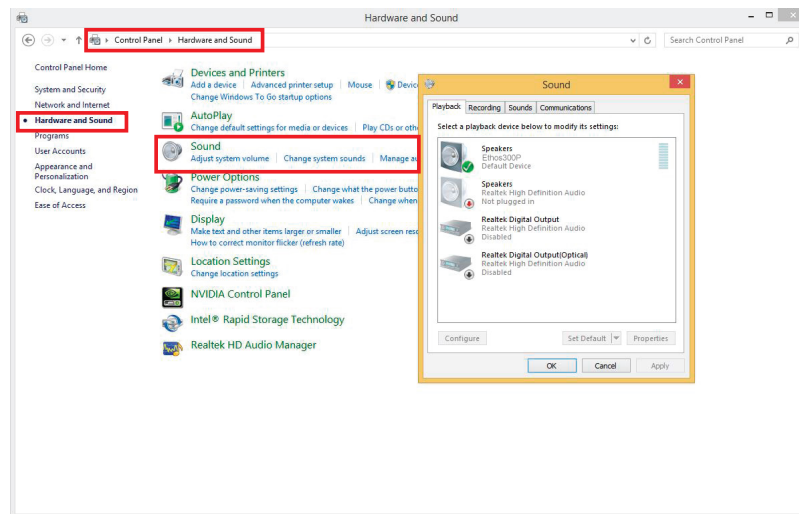 Hardware and Sound
Control Panel ▸ Hardware and Sound
Search Control Panel
Control Panel Home
System and Security
Network and Internet
Hardware and Sound
Programs
User Accounts
Appearance and
Personalization
Clock, Language, and Region
Ease of Access
Devices and Printers
Add a device Advanced printer setup Mouse Device
Change Windows To Go startup options
AutoPlay
Change default settings for media or devices Play CDs or oth
Sound
Adjust system volume Change system sounds Manage au
Power Options
Change power-saving settings Change what the power butto
Require a password when the computer wakes Change when
Display
Make text and other items larger or smaller Adjust screen reso
How to correct monitor flicker (refresh rate)
Location Settings
Change location settings
NVIDIA Control Panel
Intel® Rapid Storage Technology
Realtek HD Audio Manager
Sound
Playback Recording Sounds Communications
Select a playback device below to modify its settings:
Speakers
Ethos300P
Default Device
Speakers
Realtek High Definition Audio
Not plugged in
Realtek Digital Output
Realtek High Definition Audio
Disabled
Realtek Digital Output(Optical)
Realtek High Definition Audio
Disabled
Configure Set Default Properties
OK Cancel Apply